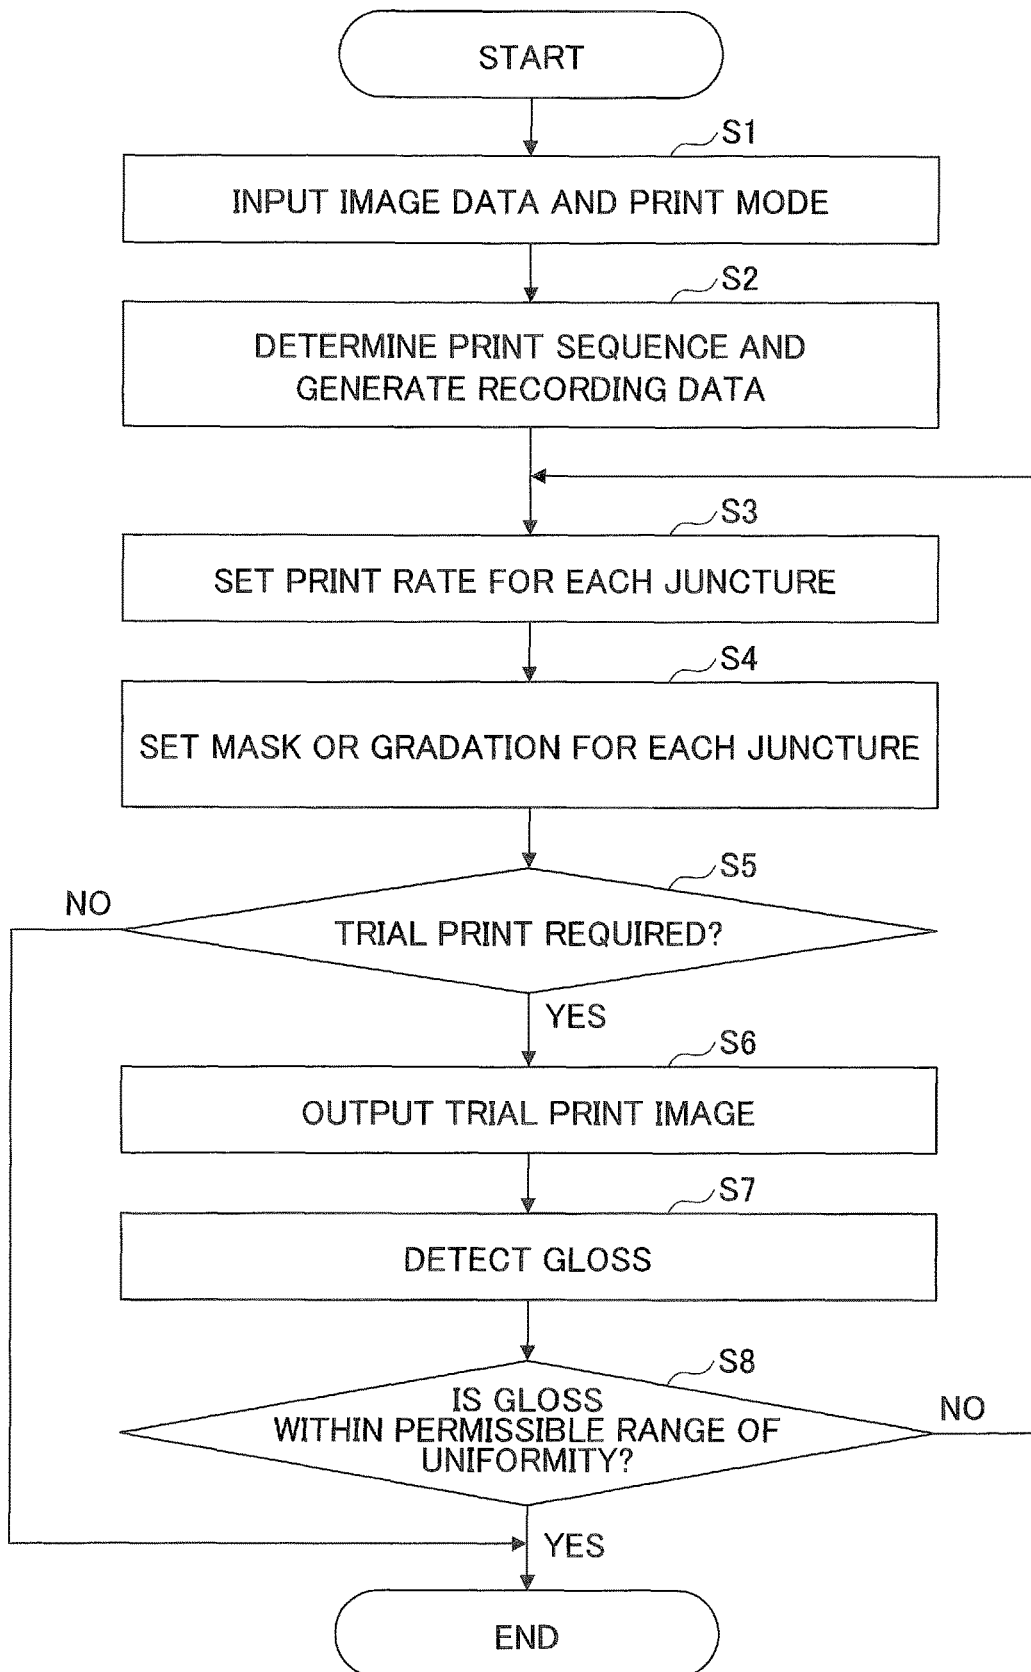 START
S1
INPUT IMAGE DATA AND PRINT MODE
S2
DETERMINE PRINT SEQUENCE AND
GENERATE RECORDING DATA
S3
SET PRINT RATE FOR EACH JUNCTURE
S4
SET MASK OR GRADATION FOR EACH JUNCTURE
S5
NO
TRIAL PRINT REQUIRED?
YES
S6
OUTPUT TRIAL PRINT IMAGE
S7
DETECT GLOSS
S8
IS GLOSS
WITHIN PERMISSIBLE RANGE OF
UNIFORMITY?
NO
YES
END